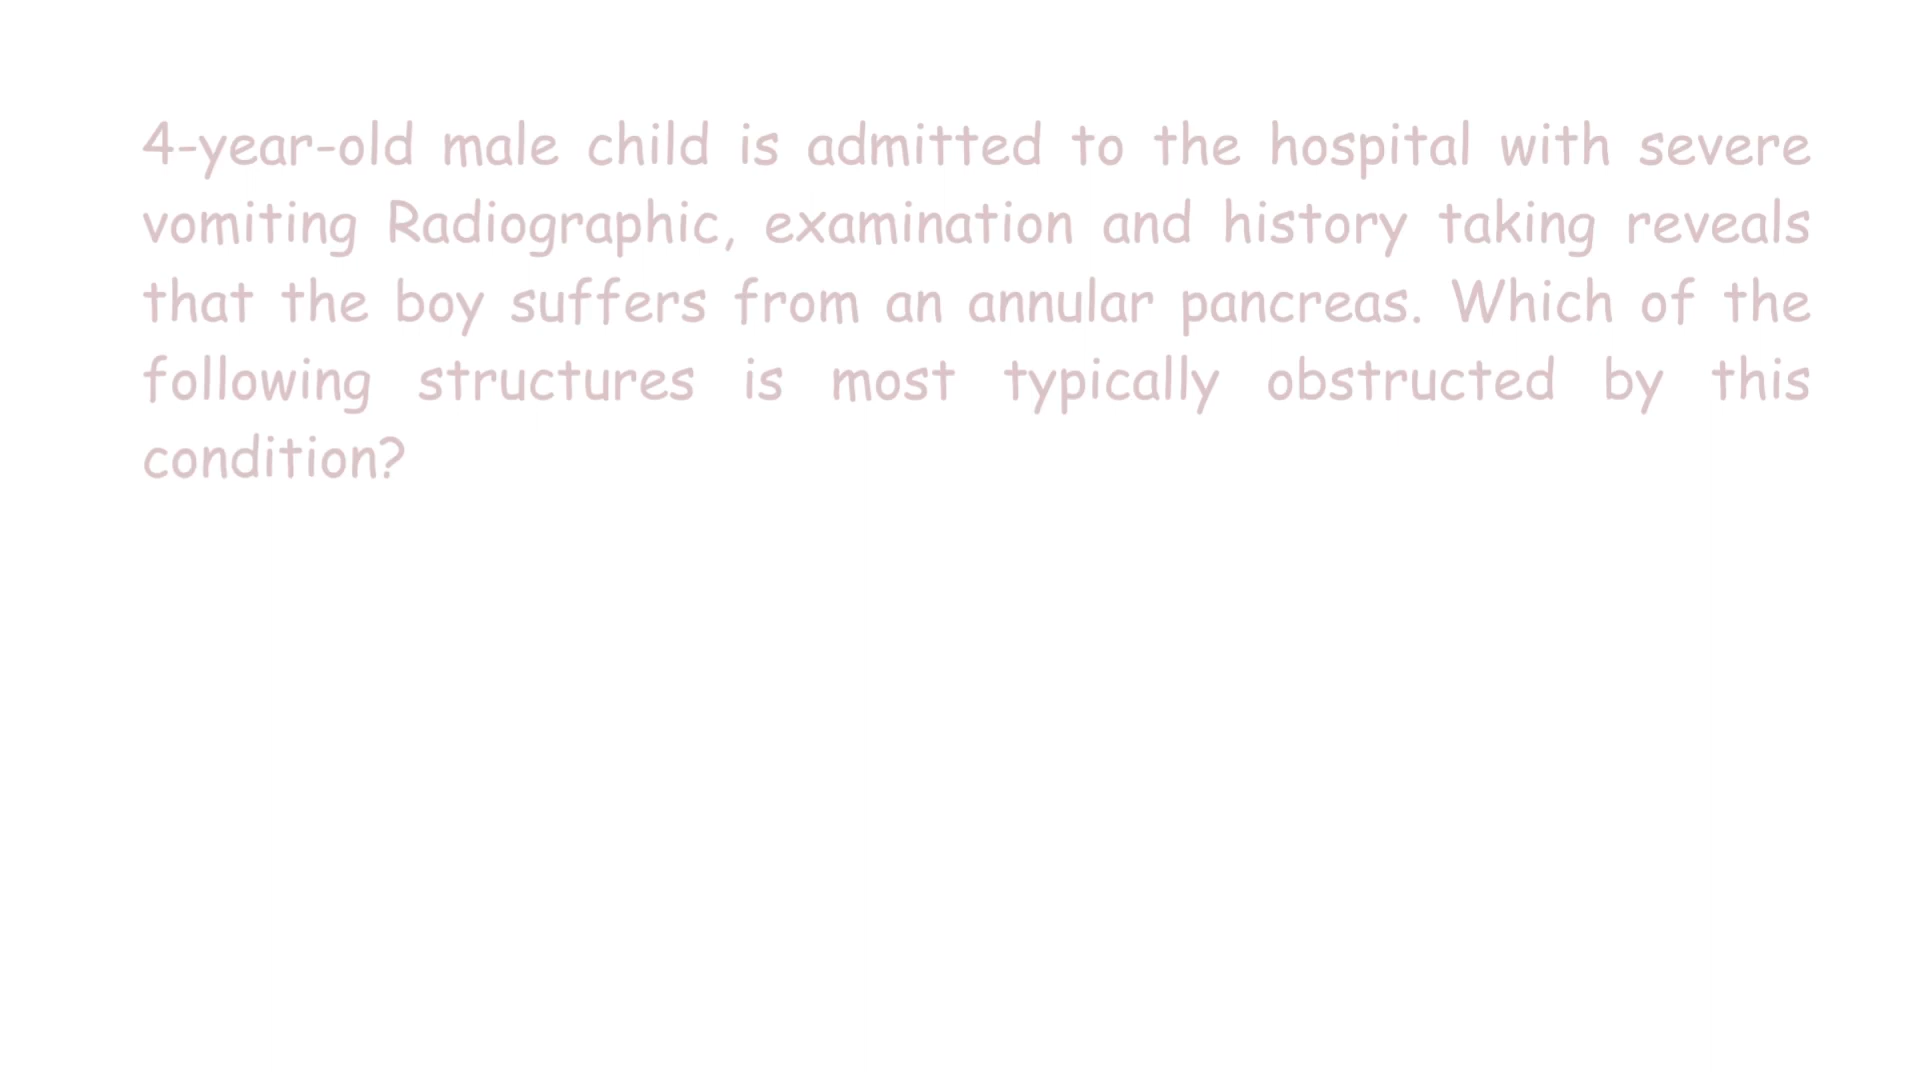 4-year-old male child is admitted to the hospital with severe
vomiting Radiographic, examination and history taking reveals
that the boy suffers from an annular pancreas. Which of the
following structures is most typically obstructed by this
condition?